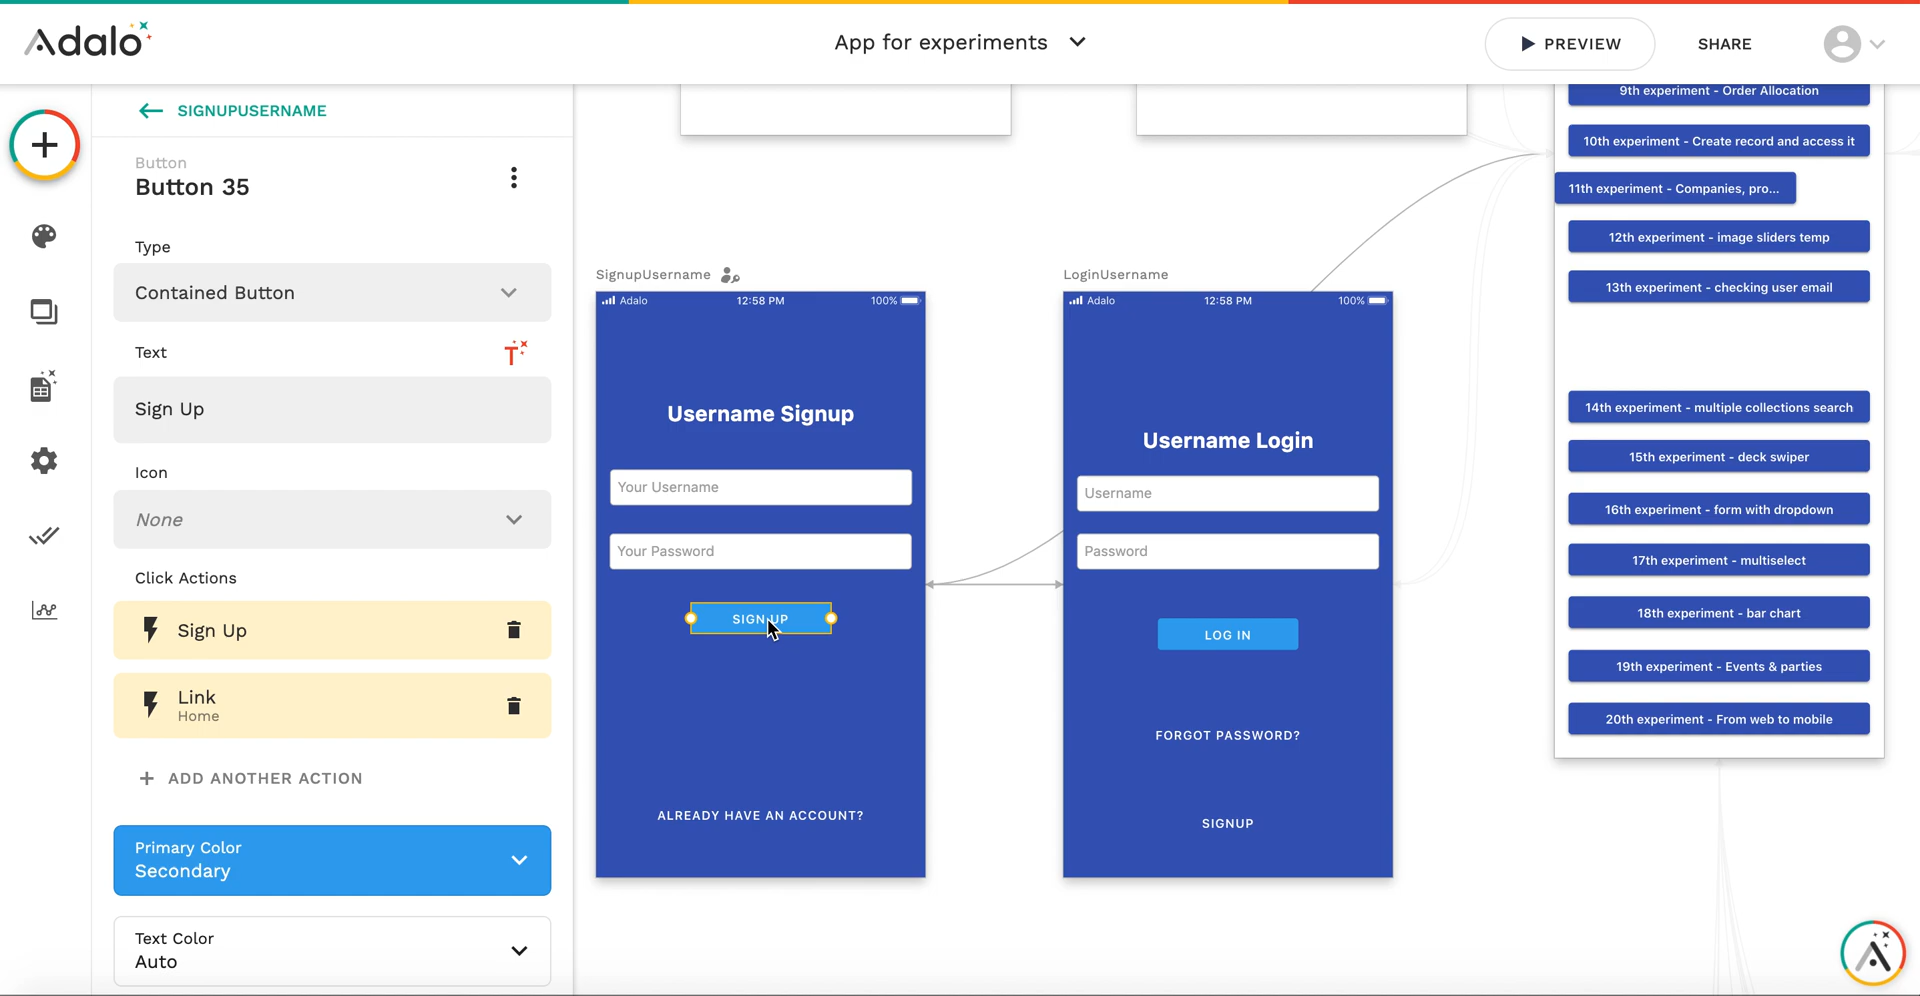 Adalo
App for experiments
PREVIEW
SHARE
SIGNUPUSERNAME
Button
Button 35
Type
Contained Button
Text
T
Sign Up
Icon
None
Click Actions
Sign Up
Link
Home
+ ADD ANOTHER ACTION
Primary Color
Secondary
Text Color
Auto
SignupUsername
Adalo
12:58 PM
100%
Username Signup
Your Username
Your Password
SIGN UP
ALREADY HAVE AN ACCOUNT?
LoginUsername
Adalo
12:58 PM
100%
Username Login
Username
Password
LOG IN
FORGOT PASSWORD?
SIGNUP
9th experiment - Order Allocation
10th experiment - Create record and access it
11th experiment - Companies, pro...
12th experiment - image sliders temp
13th experiment - checking user email
14th experiment - multiple collections search
15th experiment - deck swiper
16th experiment - form with dropdown
17th experiment - multiselect
18th experiment - bar chart
19th experiment - Events & parties
20th experiment - From web to mobile